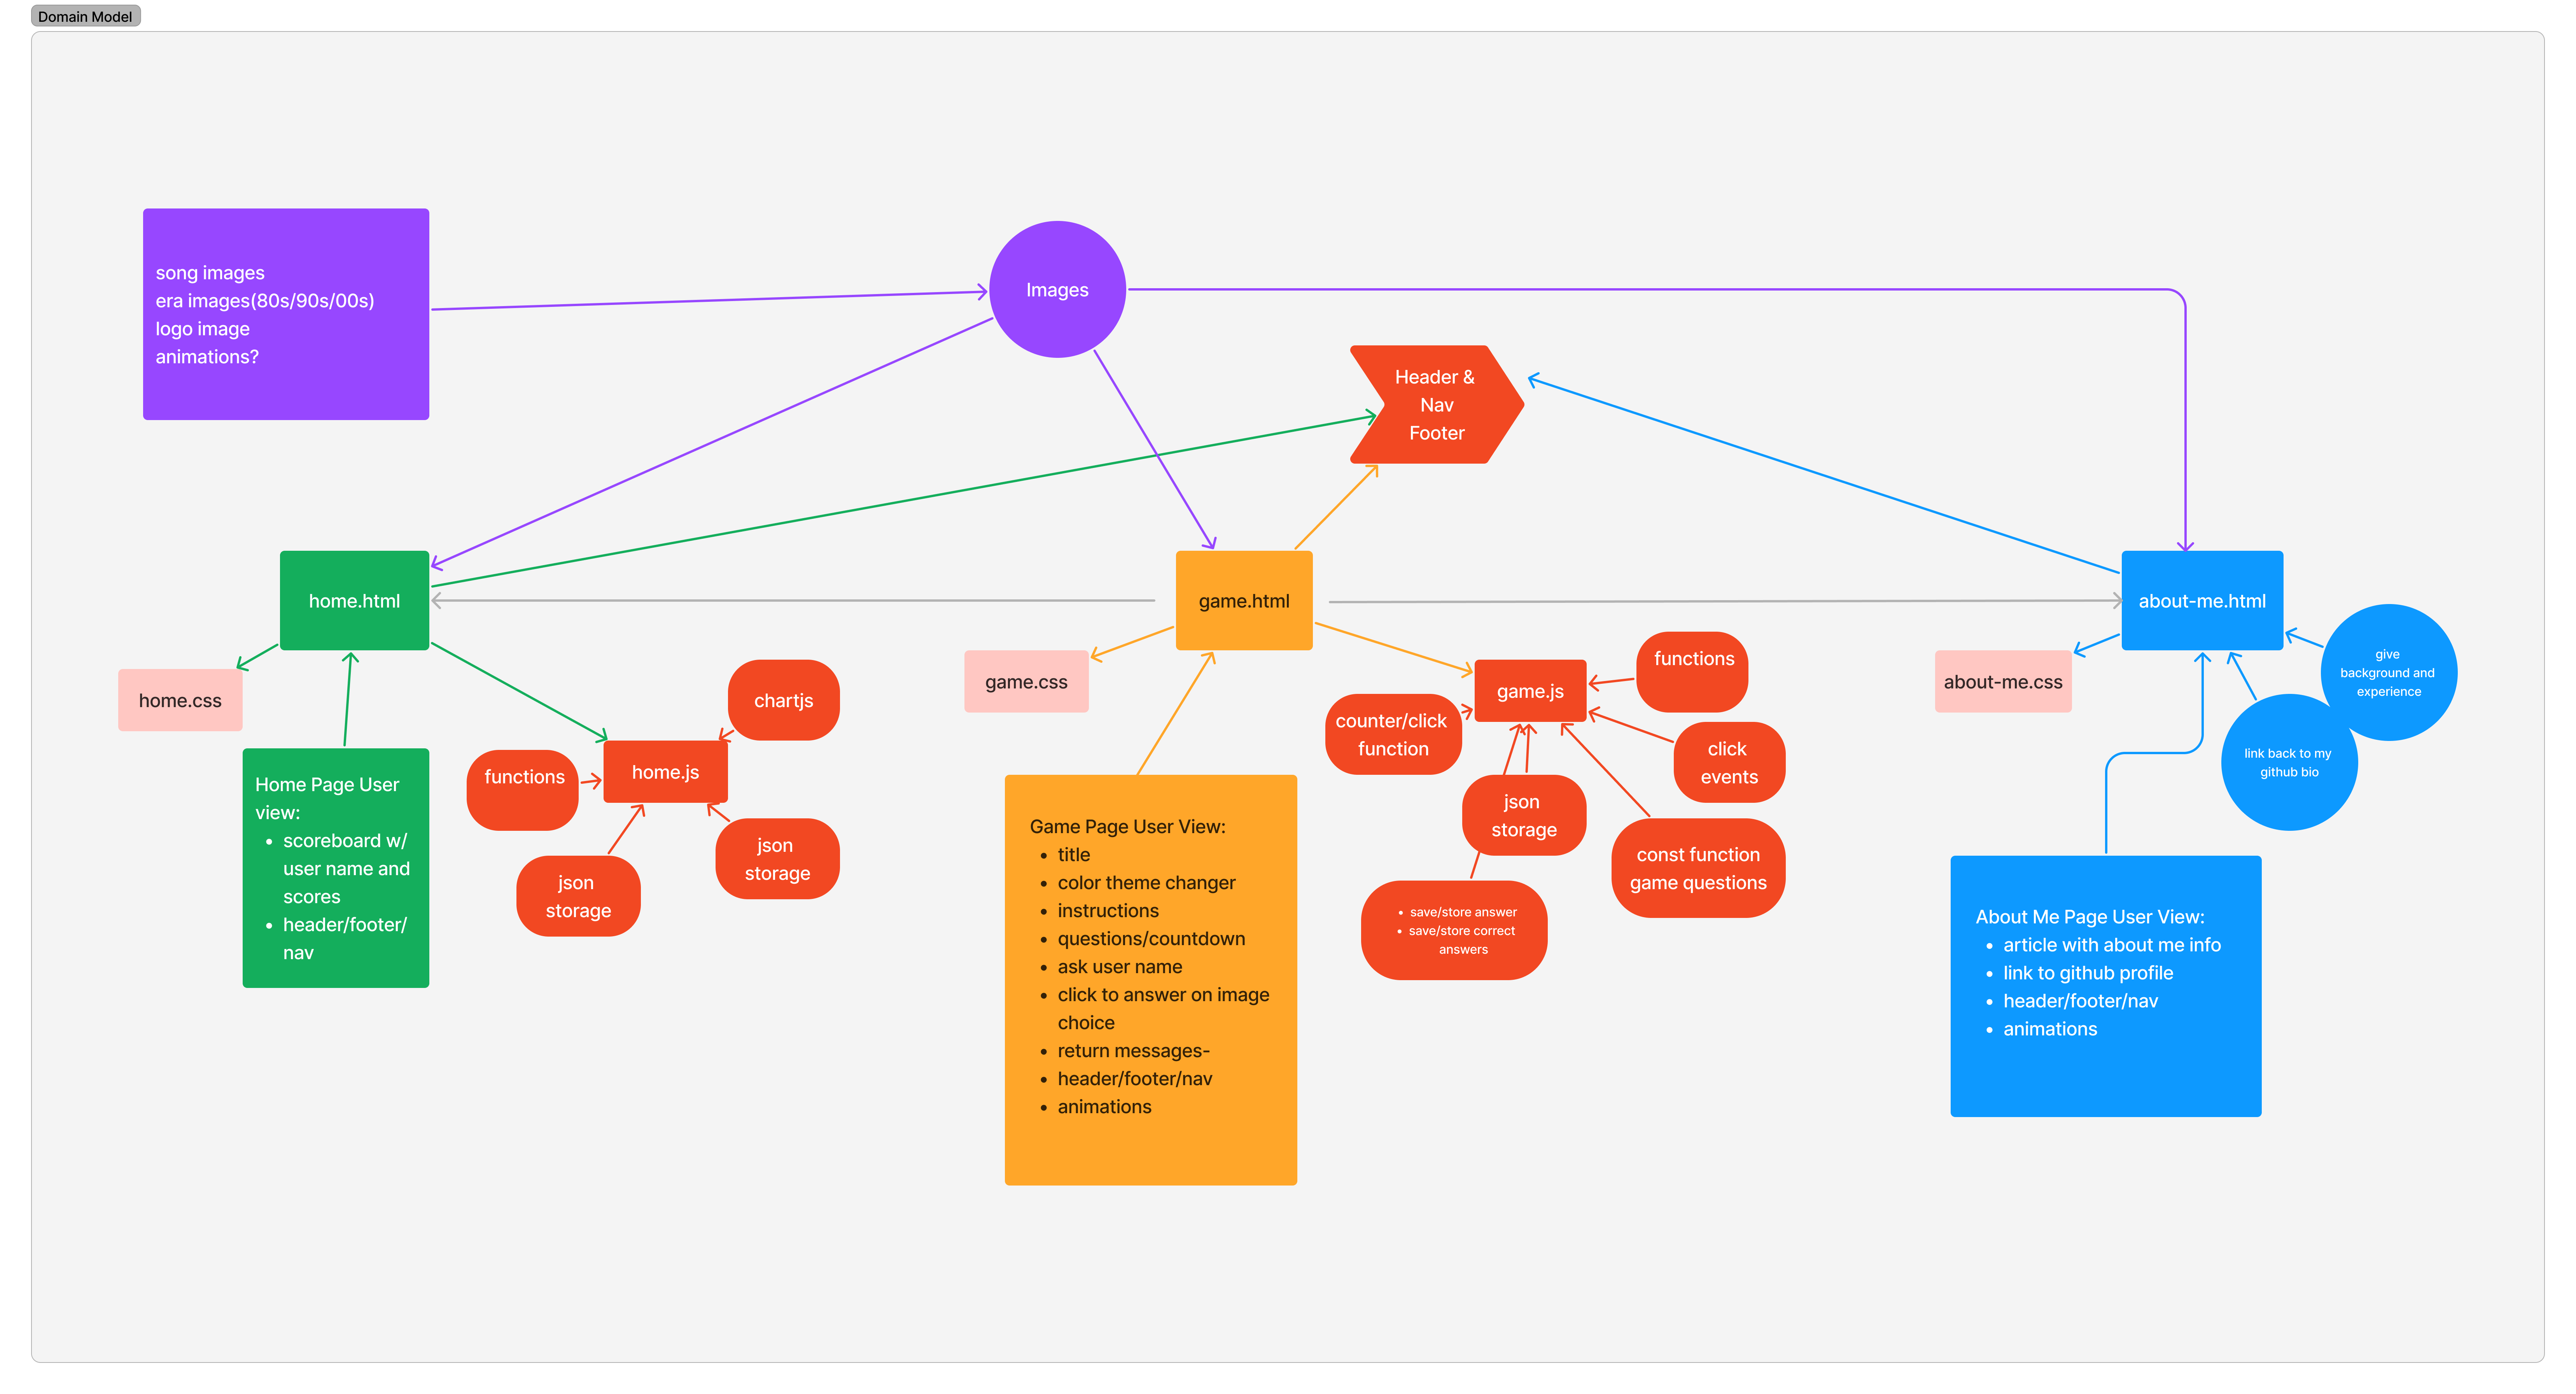 Domain Model
song images
era images(80s/90s/00s)
logo image
animations?
Images
Header &
Nav
Footer
home.html
game.html
about-me.html
home.css
game.css
about-me.css
Home Page User
view:
• scoreboard w/
user name and
scores
• header/footer/
nav
home.js
chartjs
functions
json
storage
json
storage
Game Page User View:
• title
• color theme changer
• instructions
• questions/countdown
• ask user name
• click to answer on image
choice
• return messages-
• header/footer/nav
• animations
game.js
functions
counter/click
function
click
events
json
storage
const function
game questions
• save/store answer
• save/store correct
answers
give
background and
experience
link back to my
github bio
About Me Page User View:
• article with about me info
• link to github profile
• header/footer/nav
• animations